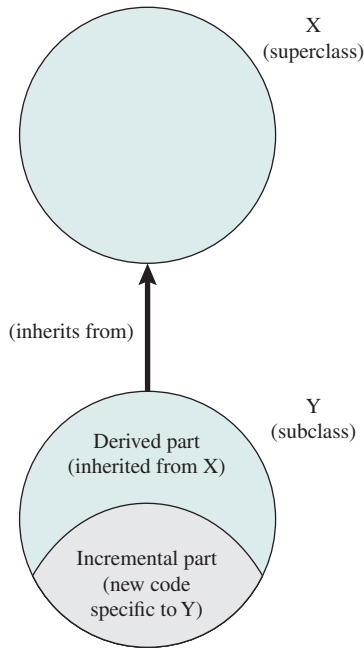 X
(superclass)
(inherits from)
Y
(subclass)
Derived part
(inherited from X)
Incremental part
(new code
specific to Y)